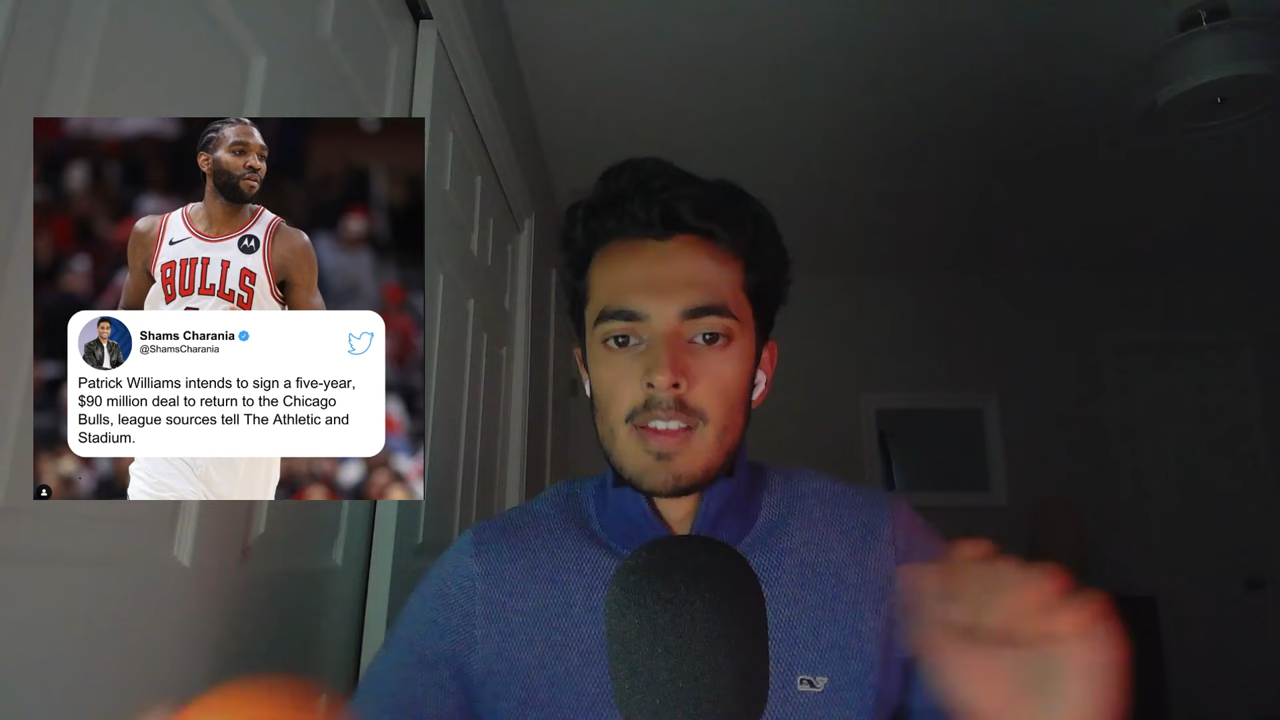 BULLS
Shams Charania
@ShamsCharania
Patrick Williams intends to sign a five-year,
$90 million deal to return to the Chicago
Bulls, league sources tell The Athletic and
Stadium.